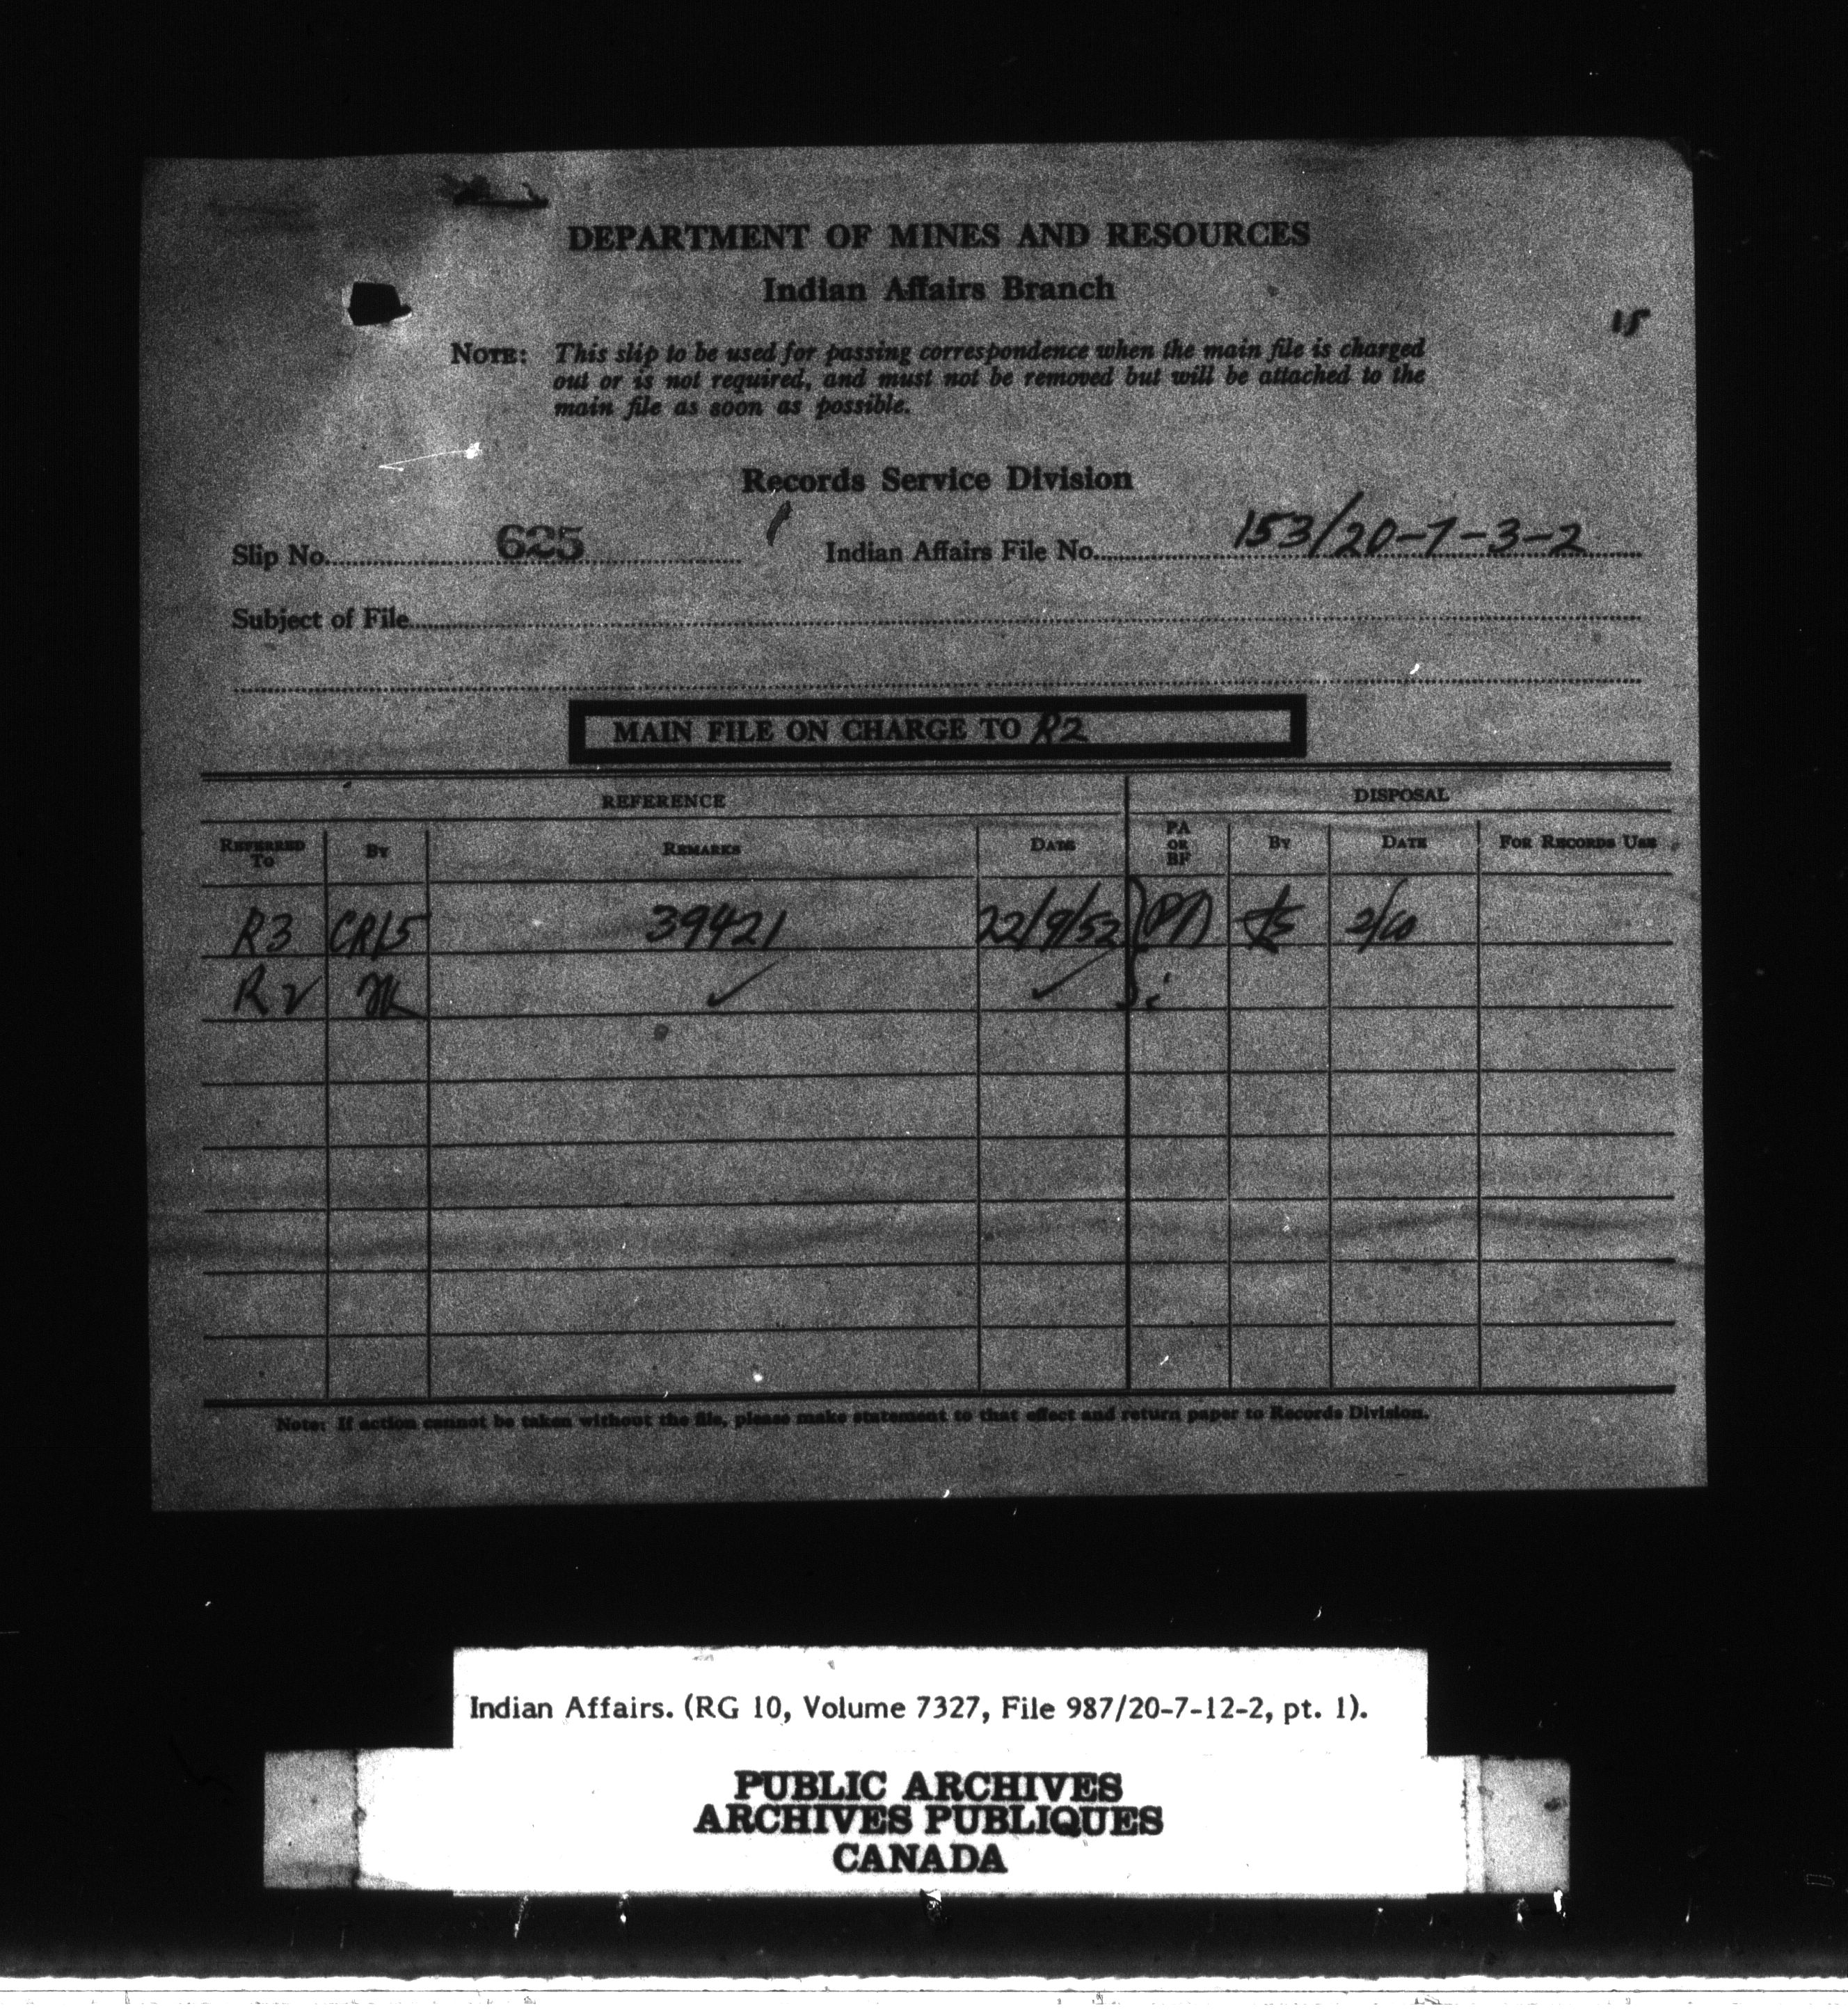 DEPARTMENT OF MINES AND RESOURCES
Indian Affairs Branch
15
NOTE: This slip to be used for passing correspondence when the main file is charged
out or is not required, and must not be removed but will be attached to the
main file as soon as possible.
Records Service Division
Slip No. 625 Indian Affairs File No. 153/20-7-3-2
Subject of File
MAIN FILE ON CHARGE TO R2
REFERENCE DISPOSAL
REFERRED TO BY REMARKS DATE PA OR BF BY DATE FOR RECORDS USE
R3 CR15 39421 22/9/52 PA 2/10
R2 ✓ ✓
Note: If action cannot be taken without the file, please make statement to that effect and return paper to Records Division.
Indian Affairs. (RG 10, Volume 7327, File 987/20-7-12-2, pt. 1).
PUBLIC ARCHIVES
ARCHIVES PUBLIQUES
CANADA